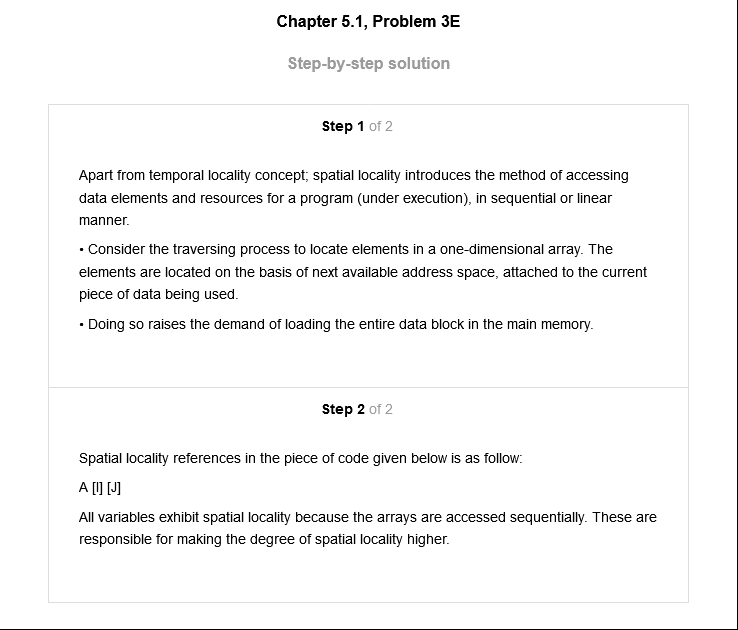 Chapter 5.1, Problem 3E
Step-by-step solution
Step 1 of 2
Apart from temporal locality concept; spatial locality introduces the method of accessing
data elements and resources for a program (under execution), in sequential or linear
manner.
• Consider the traversing process to locate elements in a one-dimensional array. The
elements are located on the basis of next available address space, attached to the current
piece of data being used.
• Doing so raises the demand of loading the entire data block in the main memory.
Step 2 of 2
Spatial locality references in the piece of code given below is as follow:
A [I] [J]
All variables exhibit spatial locality because the arrays are accessed sequentially. These are
responsible for making the degree of spatial locality higher.